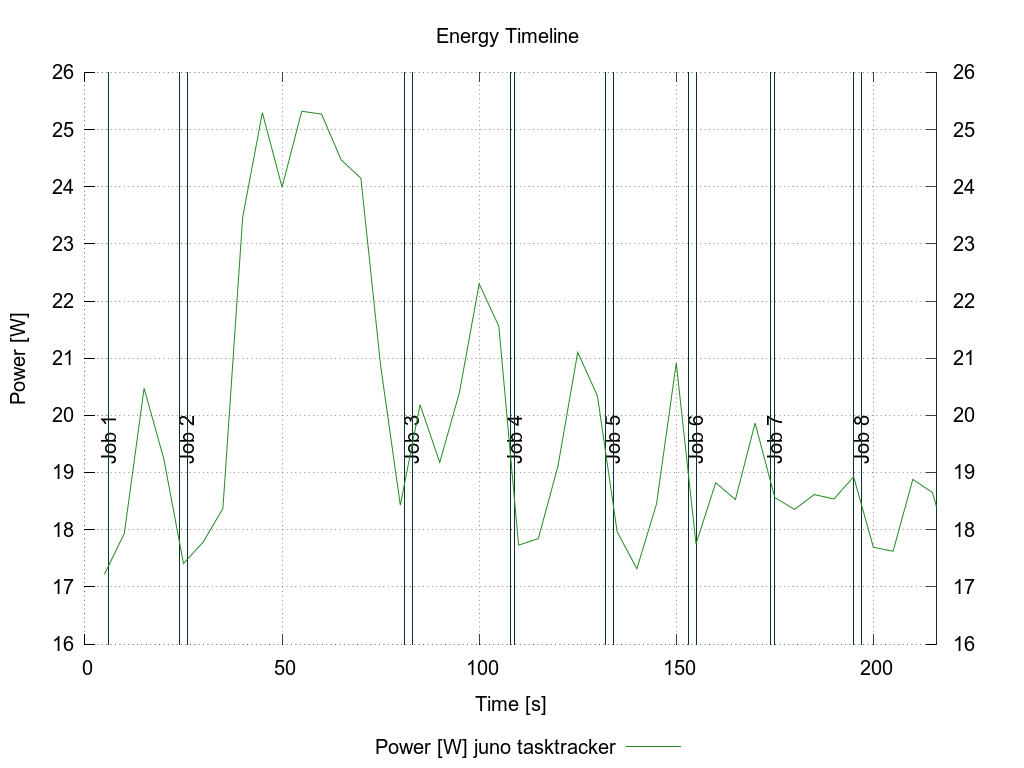 Energy Timeline
26 26
25 25
24 24
23 23
22 22
21 21
20 20
19 19
18 18
17 17
16 16
Power [W]
Job 1 Job 2 Job 3 Job 4 Job 5 Job 6 Job 7 Job 8
0 50 100 150 200
Time [s]
Power [W] juno tasktracker